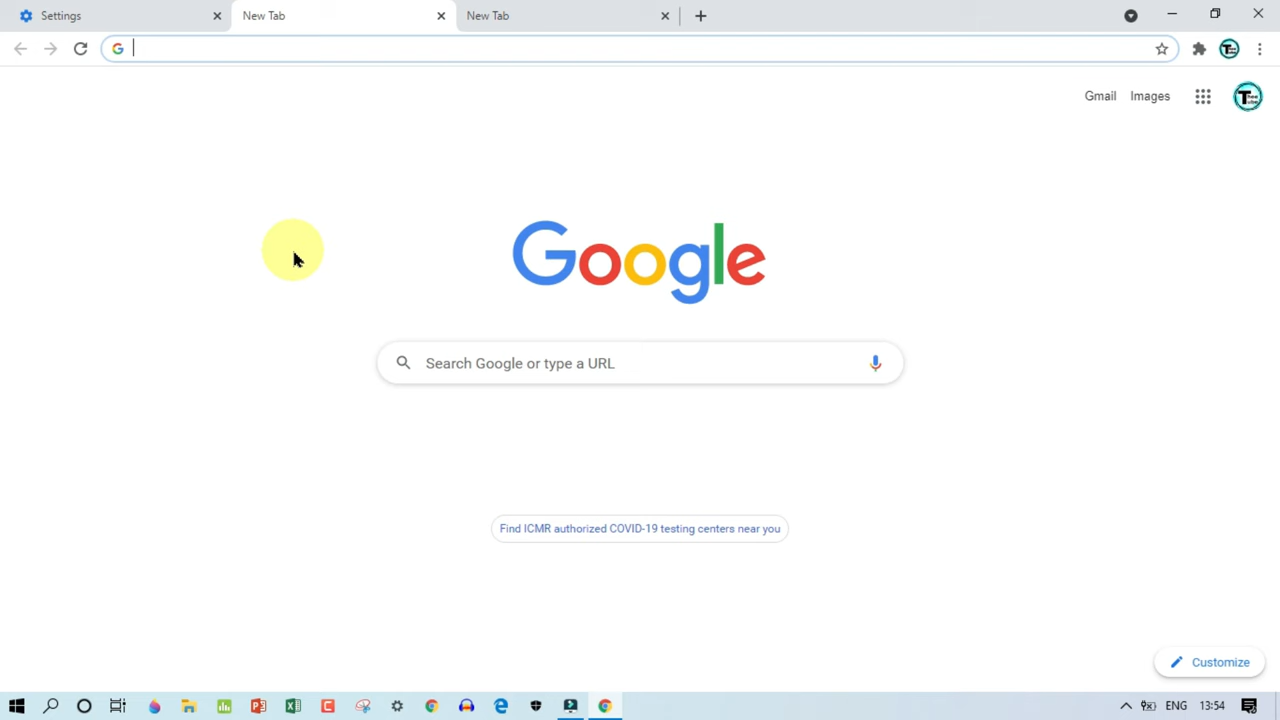 Settings
New Tab
New Tab
Gmail
Images
Google
Search Google or type a URL
Find ICMR authorized COVID-19 testing centers near you
Customize
ENG
13:54